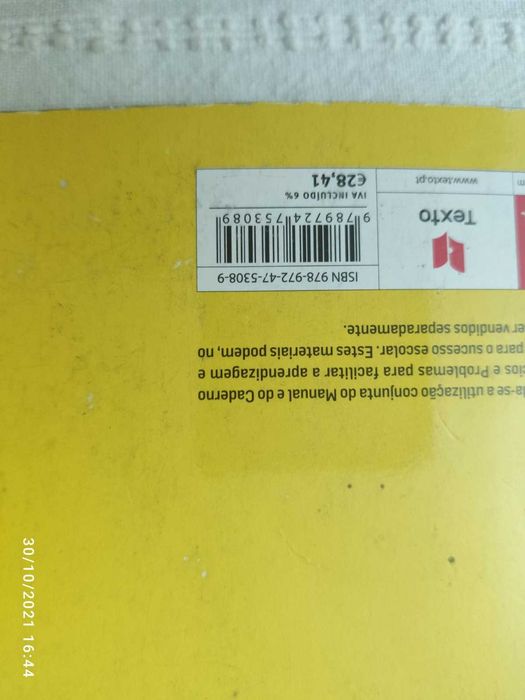 da-se a utilização conjunta do Manual e do Caderno
cios e Problemas para facilitar a aprendizagem e
para o sucesso escolar. Estes materiais podem, no
er vendidos separadamente.
ISBN 978-972-47-5308-9
9 789724 753089
IVA INCLUÍDO 6%
€28,41
Texto
www.texto.pt
m
30/10/2021 16:44